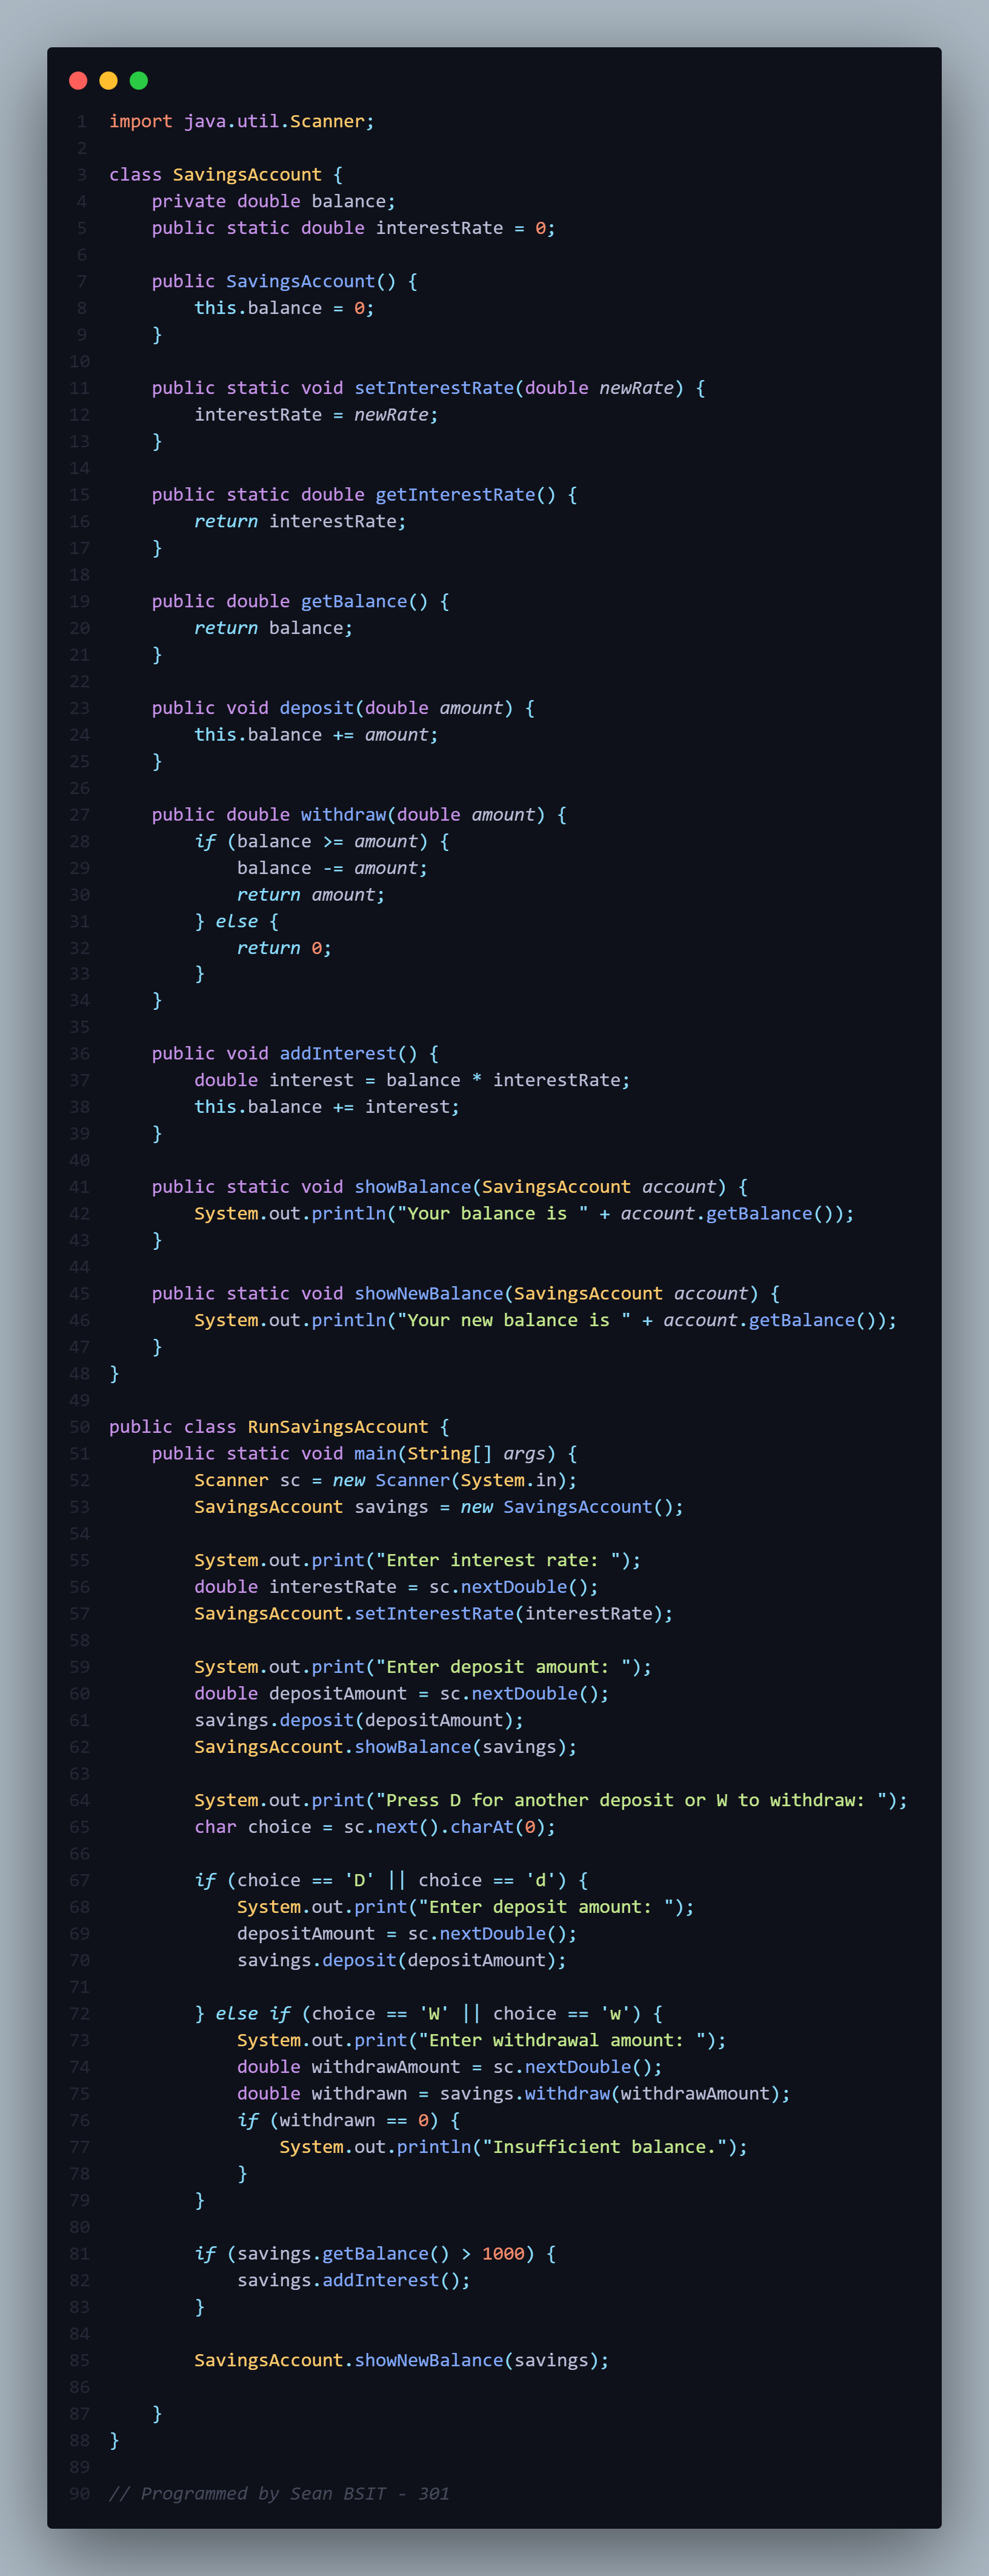 1 import java.util.Scanner;
2
3 class SavingsAccount {
4     private double balance;
5     public static double interestRate = 0;
6
7     public SavingsAccount() {
8         this.balance = 0;
9     }
10
11     public static void setInterestRate(double newRate) {
12         interestRate = newRate;
13     }
14
15     public static double getInterestRate() {
16         return interestRate;
17     }
18
19     public double getBalance() {
20         return balance;
21     }
22
23     public void deposit(double amount) {
24         this.balance += amount;
25     }
26
27     public double withdraw(double amount) {
28         if (balance >= amount) {
29             balance -= amount;
30             return amount;
31         } else {
32             return 0;
33         }
34     }
35
36     public void addInterest() {
37         double interest = balance * interestRate;
38         this.balance += interest;
39     }
40
41     public static void showBalance(SavingsAccount account) {
42         System.out.println("Your balance is " + account.getBalance());
43     }
44
45     public static void showNewBalance(SavingsAccount account) {
46         System.out.println("Your new balance is " + account.getBalance());
47     }
48 }
49
50 public class RunSavingsAccount {
51     public static void main(String[] args) {
52         Scanner sc = new Scanner(System.in);
53         SavingsAccount savings = new SavingsAccount();
54
55         System.out.print("Enter interest rate: ");
56         double interestRate = sc.nextDouble();
57         SavingsAccount.setInterestRate(interestRate);
58
59         System.out.print("Enter deposit amount: ");
60         double depositAmount = sc.nextDouble();
61         savings.deposit(depositAmount);
62         SavingsAccount.showBalance(savings);
63
64         System.out.print("Press D for another deposit or W to withdraw: ");
65         char choice = sc.next().charAt(0);
66
67         if (choice == 'D' || choice == 'd') {
68             System.out.print("Enter deposit amount: ");
69             depositAmount = sc.nextDouble();
70             savings.deposit(depositAmount);
71
72         } else if (choice == 'W' || choice == 'w') {
73             System.out.print("Enter withdrawal amount: ");
74             double withdrawAmount = sc.nextDouble();
75             double withdrawn = savings.withdraw(withdrawAmount);
76             if (withdrawn == 0) {
77                 System.out.println("Insufficient balance.");
78             }
79         }
80
81         if (savings.getBalance() > 1000) {
82             savings.addInterest();
83         }
84
85         SavingsAccount.showNewBalance(savings);
86
87     }
88 }
89
90 // Programmed by Sean BSIT - 301